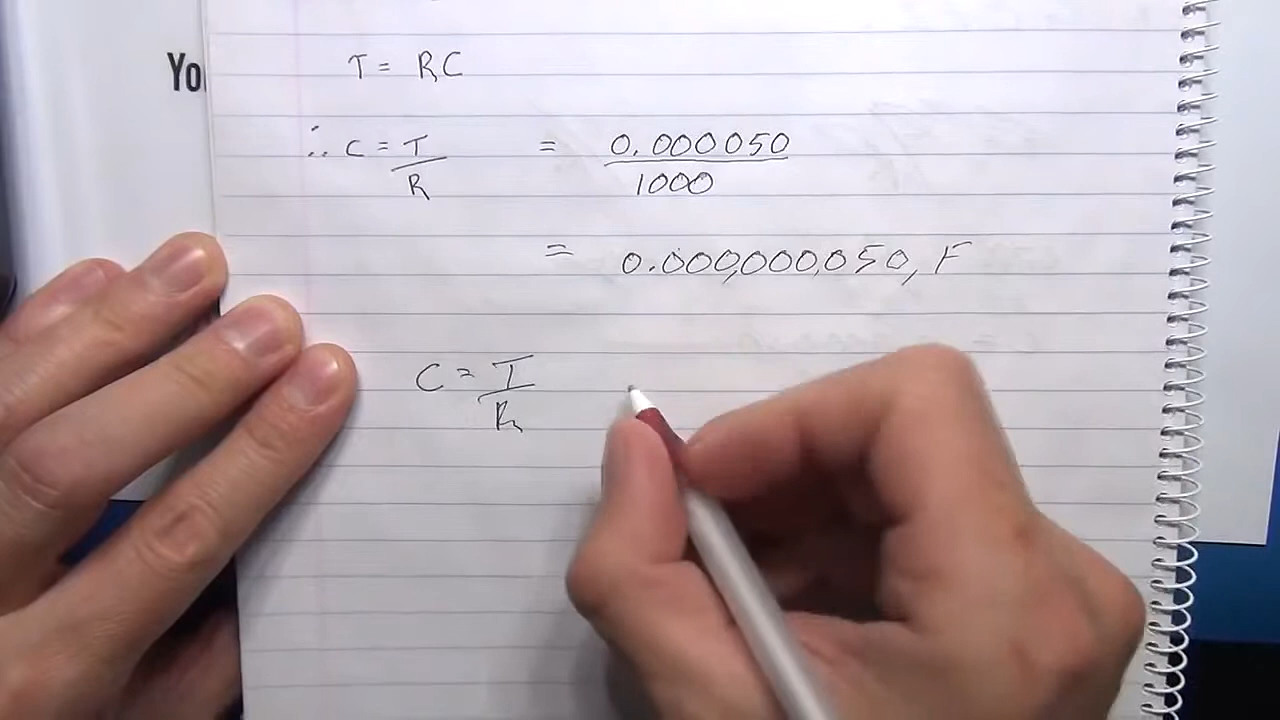 Yo
T = RC
∴ C = T/R = 0.000050/1000
= 0.000,000,050, F
C = T/R